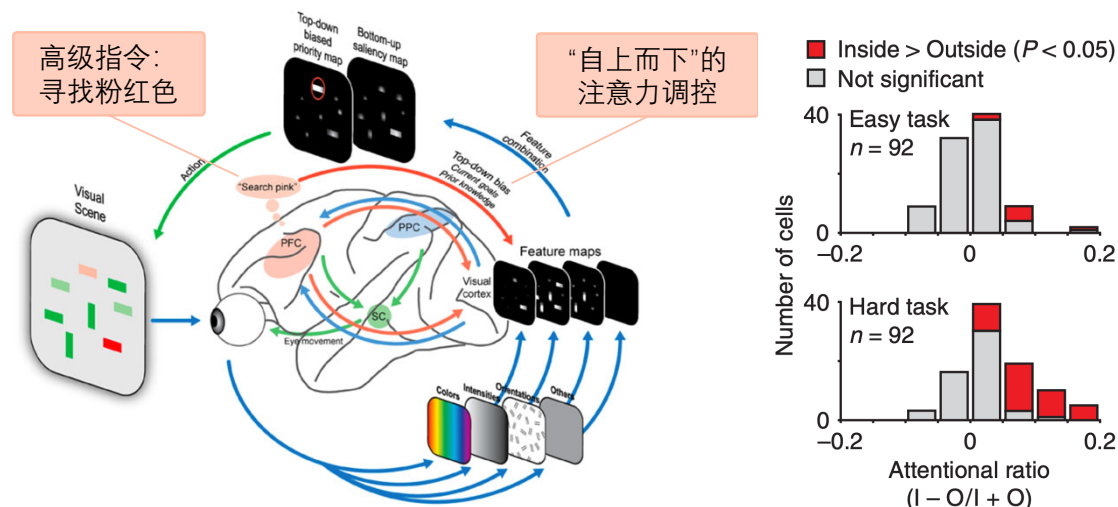 高级指令：
寻找粉红色
Top-down
biased
priority map
Bottom-up
saliency map
“自上而下”的
注意力调控
Action
Feature
combination
Top-down bias
Current goals
Prior knowledge
"Search pink"
Visual
Scene
PFC
PPC
SC
Visual
cortex
Feature maps
Eye movement
Colors
Intensities
Orientations
Others
Inside > Outside (P < 0.05)
Not significant
40
Easy task
n = 92
0
−0.2
0
0.2
Number of cells
40
Hard task
n = 92
0
−0.2
0
0.2
Attentional ratio
(I – O/I + O)